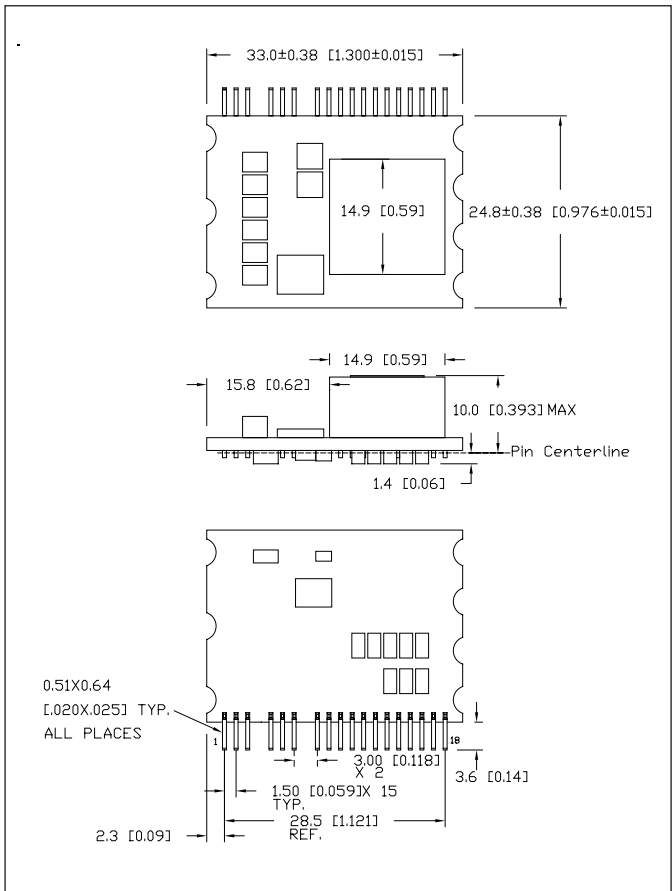 33.0±0.38 [1.300±0.015]
14.9 [0.59]
24.8±0.38 [0.976±0.015]
14.9 [0.59]
15.8 [0.62]
10.0 [0.393] MAX
Pin Centerline
1.4 [0.06]
0.51X0.64
[.020X.025] TYP.
ALL PLACES
1
18
3.00 [0.118]
X 2
3.6 [0.14]
1.50 [0.059]X 15
TYP.
28.5 [1.121]
REF.
2.3 [0.09]